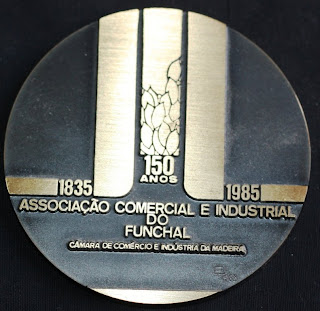 150
ANOS
1835 1985
ASSOCIAÇÃO COMERCIAL E INDUSTRIAL
DO
FUNCHAL
CÂMARA DE COMÉRCIO E INDÚSTRIA DA MADEIRA